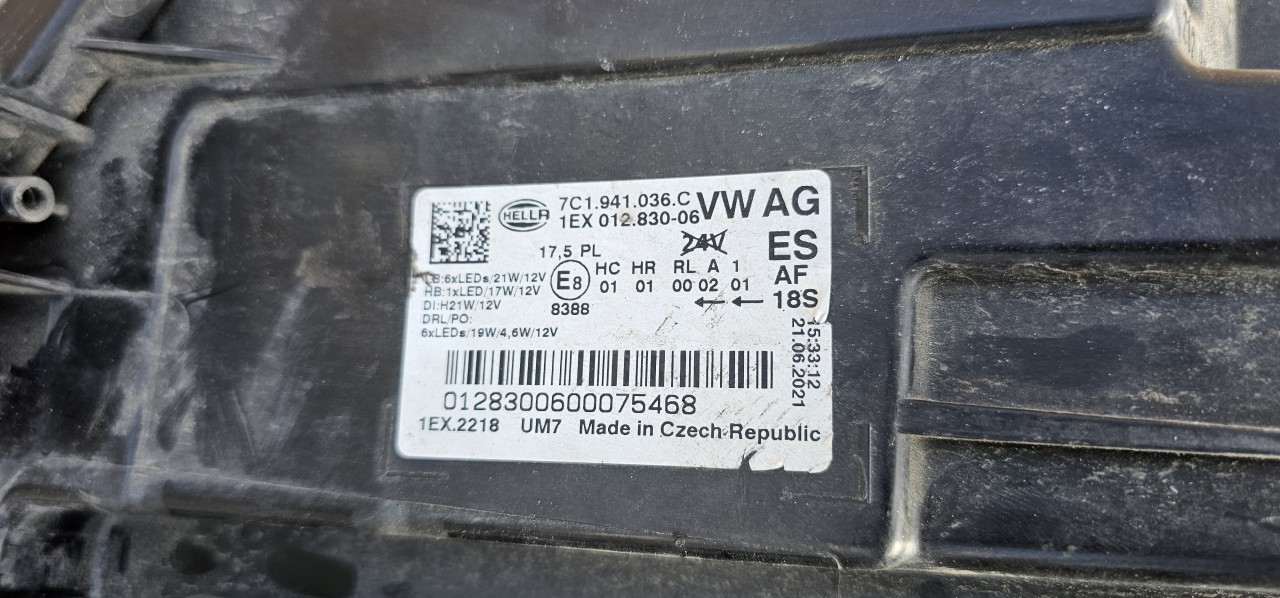 HELLA
7C1.941.036.C
1EX 012.830-06
VW AG
17,5 PL
24V
ES
LB:6xLEDs/21W/12V
HB:1xLED/17W/12V
DI:H21W/12V
DRL/PO:
6xLEDs/19W/4,6W/12V
E8
8388
HC HR RL A 1
01 01 00 02 01
AF
18S
15:33:12
21.06.2021
0128300600075468
1EX.2218 UM7 Made in Czech Republic